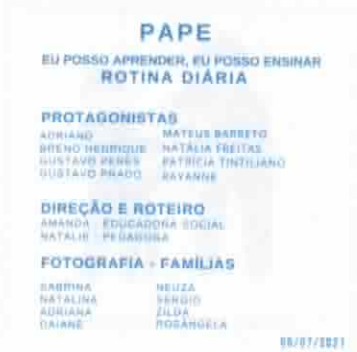 PAPE
EU POSSO APRENDER, EU POSSO ENSINAR
ROTINA DIÁRIA
PROTAGONISTAS
ADRIANO MATEUS BARRETO
BRENO HENRIQUE NATÁLIA FREITAS
GUSTAVO PERES PATRÍCIA TINTILIANO
GUSTAVO PRADO RAYANNE
DIREÇÃO E ROTEIRO
AMANDA - EDUCADORA SOCIAL
NATALIE - PEDAGOGA
FOTOGRAFIA - FAMÍLIAS
SABRINA NEUZA
NATALINA SERGIO
ADRIANA ZILDA
DAIANE ROSÂNGELA
/07/2021